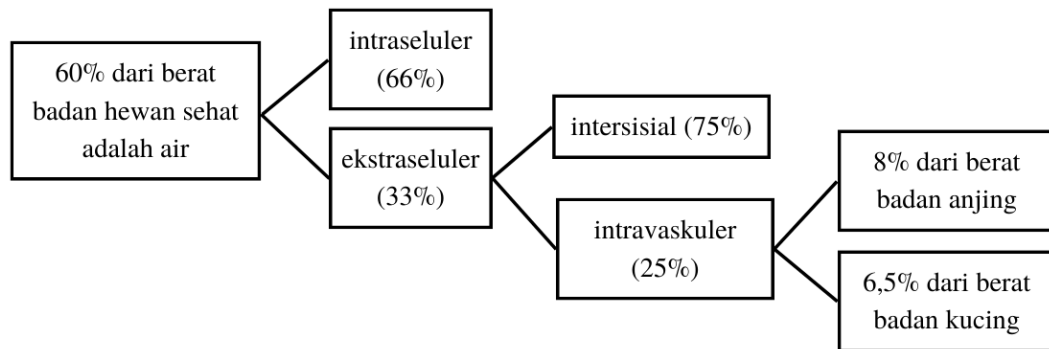 60% dari berat
badan hewan sehat
adalah air
intraseluler
(66%)
ekstraseluler
(33%)
intersisial (75%)
intravaskuler
(25%)
8% dari berat
badan anjing
6,5% dari berat
badan kucing